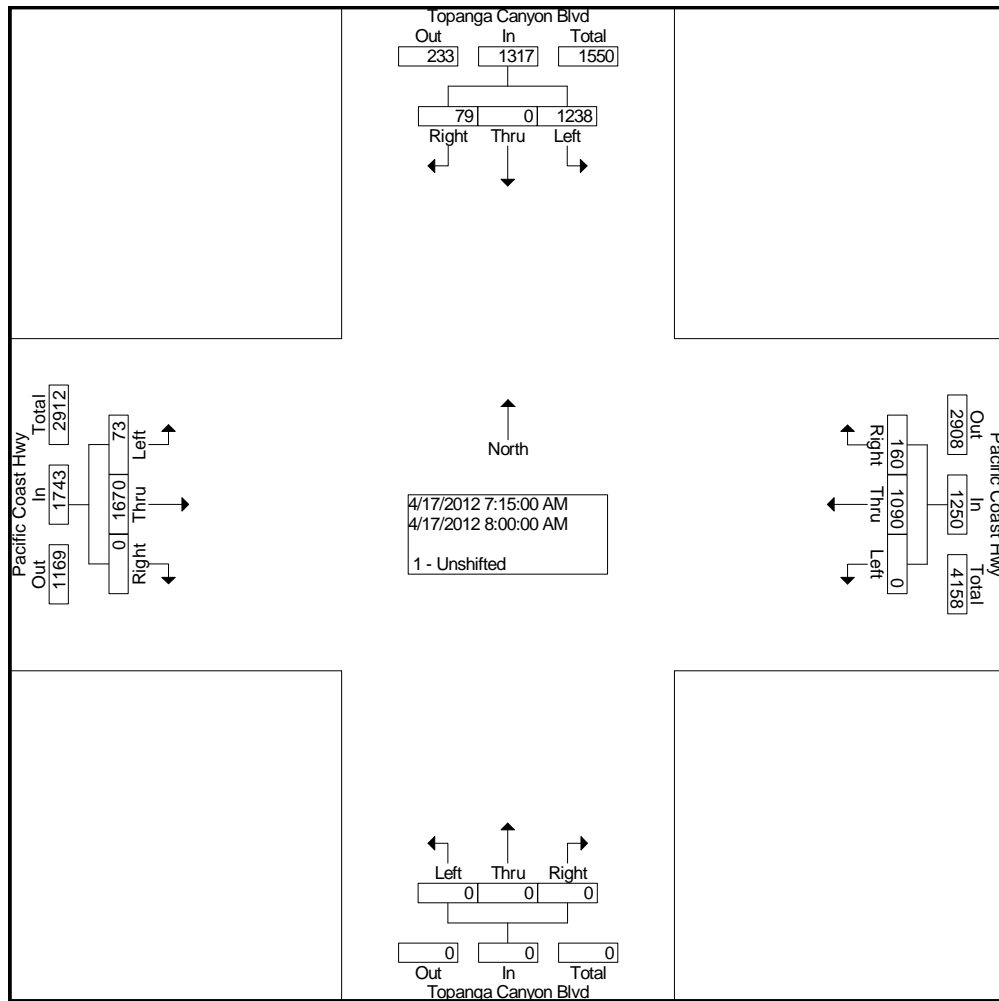 Topanga Canyon Blvd
Out In Total
233 1317 1550
79 0 1238
Right Thru Left
Pacific Coast Hwy
Total In Out
2912 1743 1169
73 1670 0
Left Thru Right
North
4/17/2012 7:15:00 AM
4/17/2012 8:00:00 AM
1 - Unshifted
Pacific Coast Hwy
Out In Total
2908 1250 4158
160 1090 0
Right Thru Left
Left Thru Right
0 0 0
0 0 0
Out In Total
Topanga Canyon Blvd